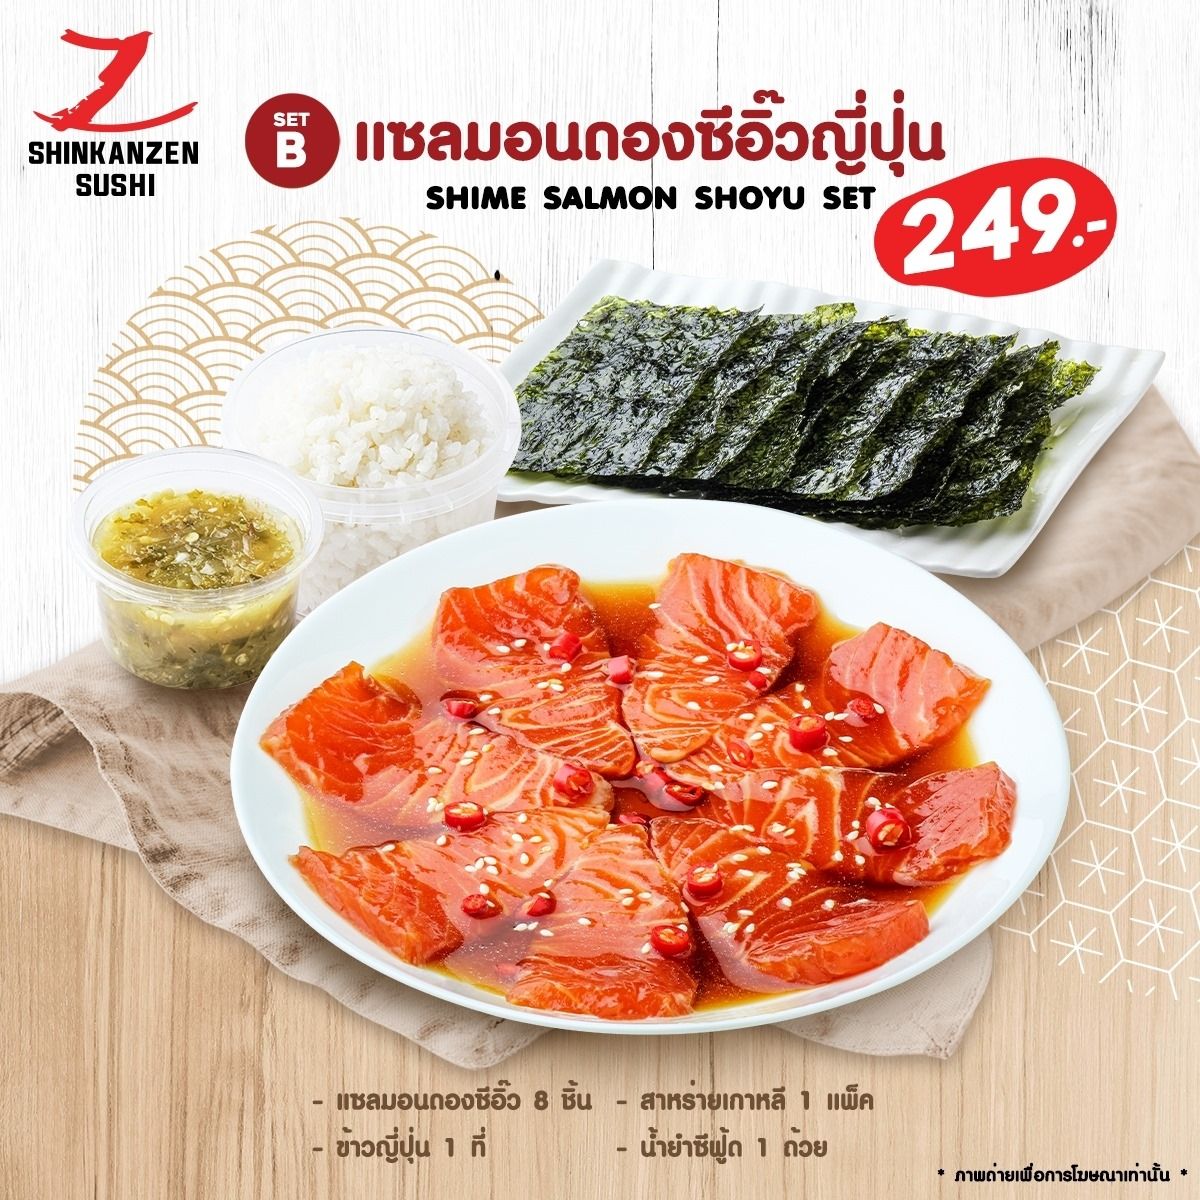 SHINKANZEN
SUSHI
SET
B
แซลมอนดองซีอิ๊วญี่ปุ่น
SHIME SALMON SHOYU SET
249.-
- แซลมอนดองซีอิ๊ว 8 ชิ้น
- สาหร่ายเกาหลี 1 แพ็ค
- ข้าวญี่ปุ่น 1 ที่
- น้ำยำซีฟู้ด 1 ถ้วย
* ภาพถ่ายเพื่อการโฆษณาเท่านั้น *